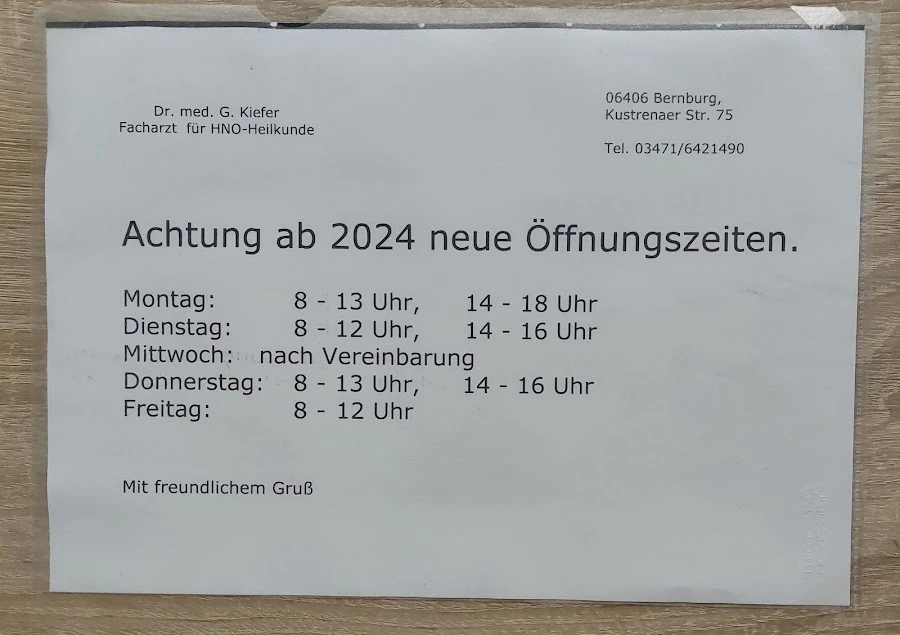 Dr. med. G. Kiefer
Facharzt für HNO-Heilkunde
06406 Bernburg,
Kustrenaer Str. 75
Tel. 03471/6421490
Achtung ab 2024 neue Öffnungszeiten.
Montag: 8 - 13 Uhr, 14 - 18 Uhr
Dienstag: 8 - 12 Uhr, 14 - 16 Uhr
Mittwoch: nach Vereinbarung
Donnerstag: 8 - 13 Uhr, 14 - 16 Uhr
Freitag: 8 - 12 Uhr
Mit freundlichem Gruß